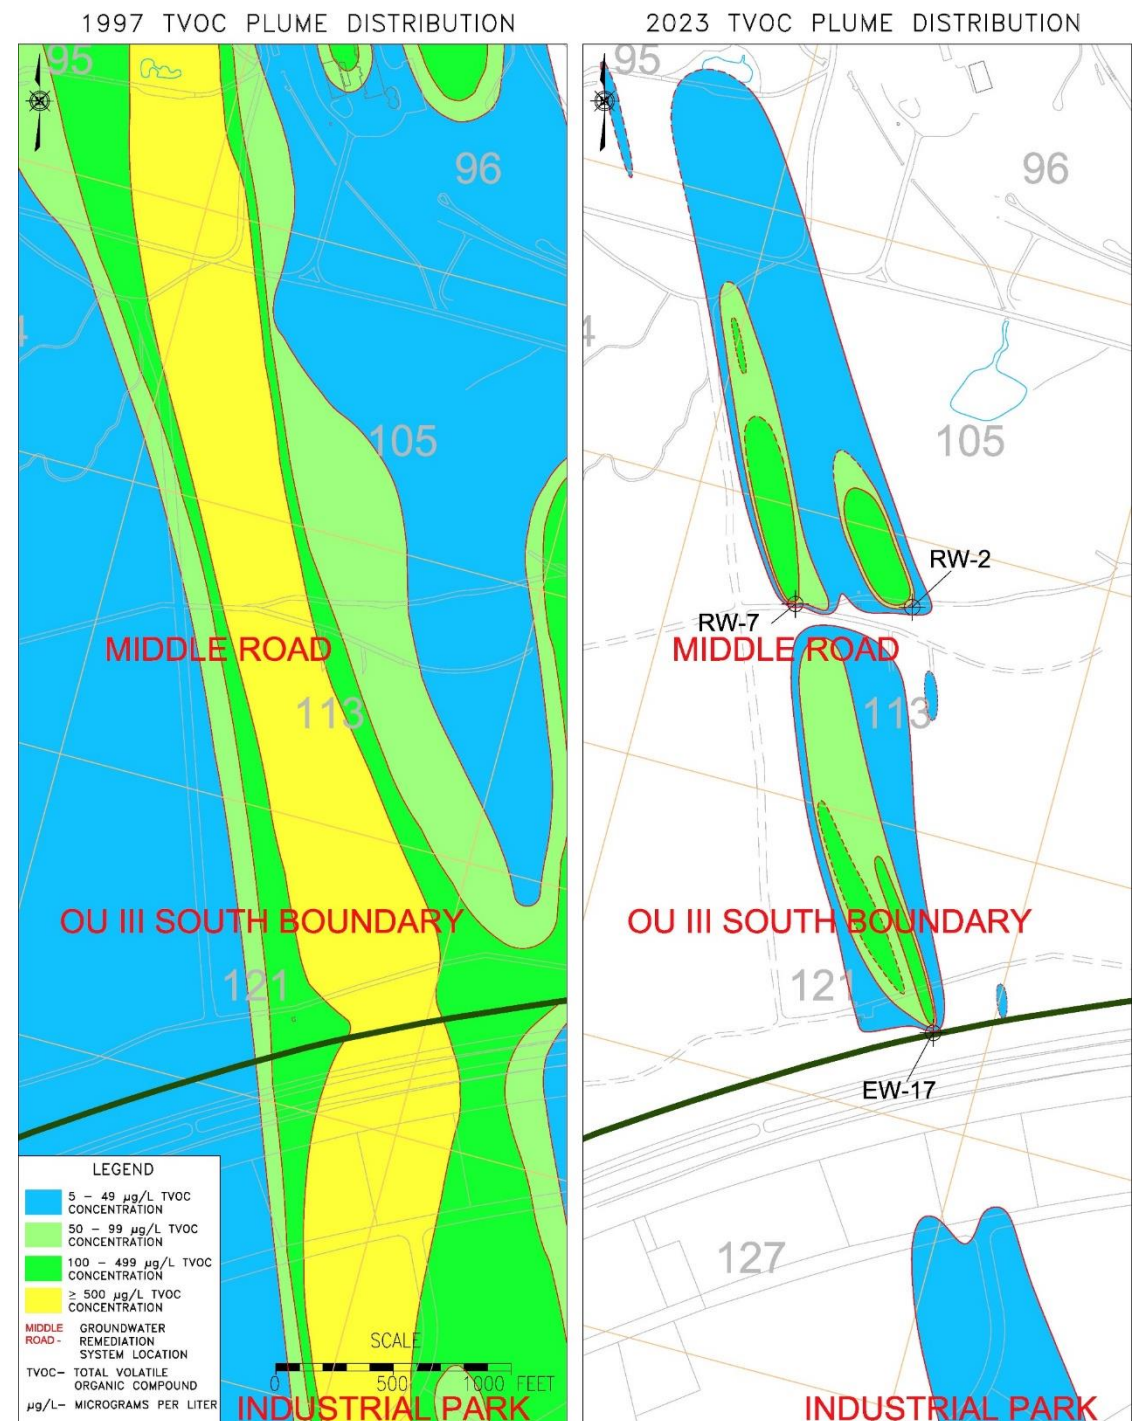 1997 TVOC PLUME DISTRIBUTION
95
96
4
105
MIDDLE ROAD
113
OU III SOUTH BOUNDARY
121
LEGEND
5 – 49 µg/L TVOC
CONCENTRATION
50 – 99 µg/L TVOC
CONCENTRATION
100 – 499 µg/L TVOC
CONCENTRATION
≥ 500 µg/L TVOC
CONCENTRATION
MIDDLE ROAD - GROUNDWATER
REMEDIATION
SYSTEM LOCATION
TVOC– TOTAL VOLATILE
ORGANIC COMPOUND
µg/L– MICROGRAMS PER LITER
SCALE
0 500 1000 FEET
INDUSTRIAL PARK
2023 TVOC PLUME DISTRIBUTION
95
96
4
105
RW-2
RW-7
MIDDLE ROAD
113
OU III SOUTH BOUNDARY
121
EW-17
127
INDUSTRIAL PARK